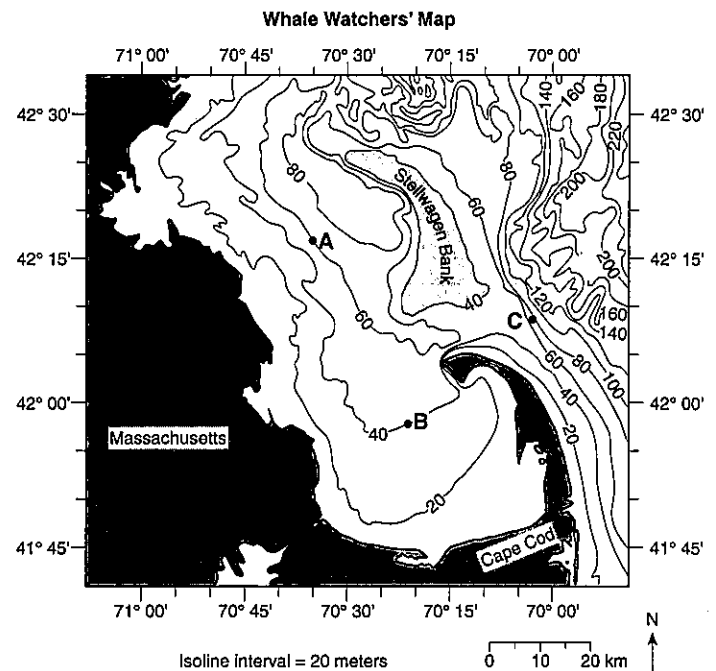 Whale Watchers' Map
71° 00' 70° 45' 70° 30' 70° 15' 70° 00'
42° 30' 42° 30'
140 160 180 220
80 80
Stellwagen Bank
200
60
A
42° 15' 42° 15'
200
40 120
C 160
140
60 60 80 100
40
20
42° 00' 42° 00'
Massachusetts
40 B
20
41° 45' 41° 45'
Cape Cod
71° 00' 70° 45' 70° 30' 70° 15' 70° 00'
N
Isoline interval = 20 meters
0 10 20 km